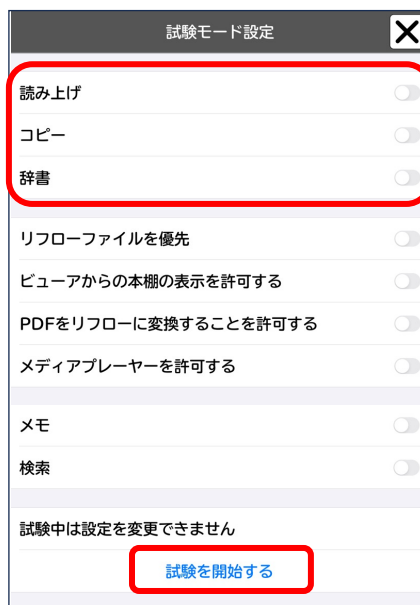 試験モード設定
読み上げ
コピー
辞書
リフローファイルを優先
ビューアからの本棚の表示を許可する
PDFをリフローに変換することを許可する
メディアプレーヤーを許可する
メモ
検索
試験中は設定を変更できません
試験を開始する